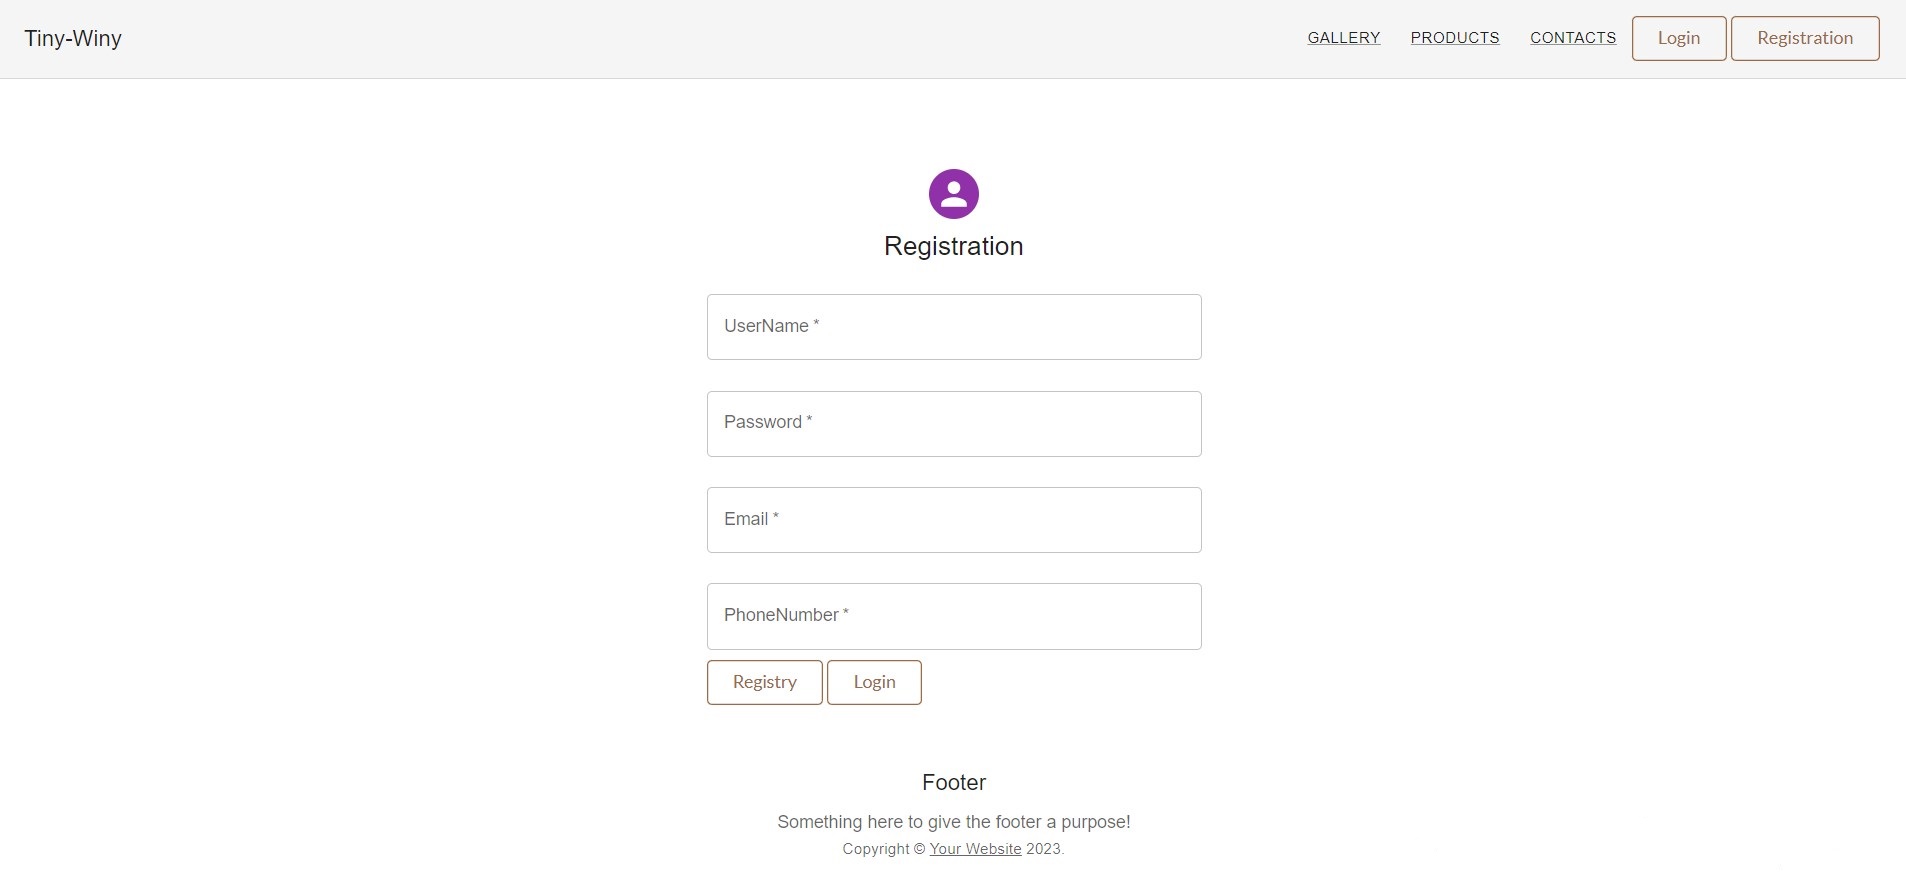 Tiny-Winy
GALLERY PRODUCTS CONTACTS Login Registration
Registration
UserName *
Password *
Email *
PhoneNumber *
Registry Login
Footer
Something here to give the footer a purpose!
Copyright © Your Website 2023.